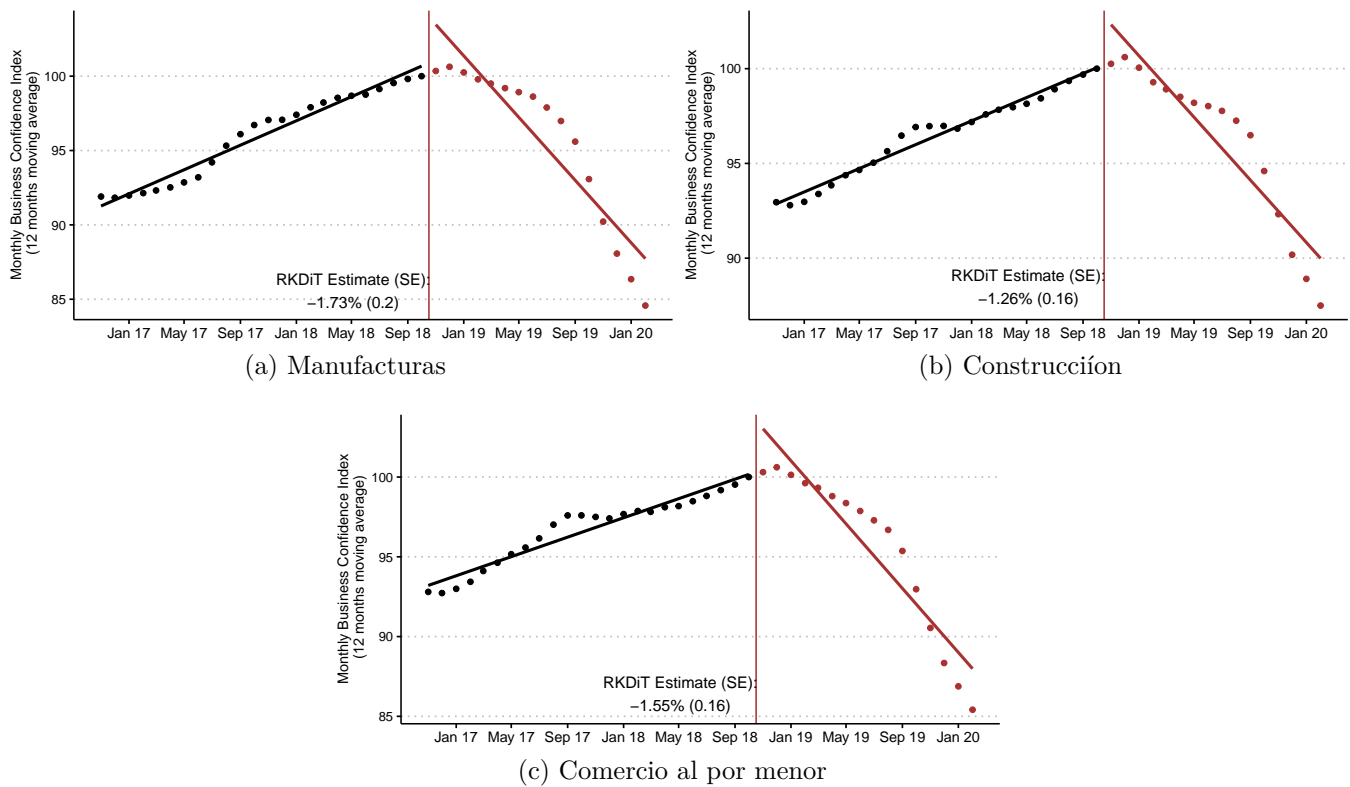 Monthly Business Confidence Index
(12 months moving average)
100
95
90
85
RKDiT Estimate (SE):
−1.73% (0.2)
Jan 17 May 17 Sep 17 Jan 18 May 18 Sep 18 Jan 19 May 19 Sep 19 Jan 20
(a) Manufacturas
Monthly Business Confidence Index
(12 months moving average)
100
95
90
RKDiT Estimate (SE):
−1.26% (0.16)
Jan 17 May 17 Sep 17 Jan 18 May 18 Sep 18 Jan 19 May 19 Sep 19 Jan 20
(b) Construcciíon
Monthly Business Confidence Index
(12 months moving average)
100
95
90
85
RKDiT Estimate (SE):
−1.55% (0.16)
Jan 17 May 17 Sep 17 Jan 18 May 18 Sep 18 Jan 19 May 19 Sep 19 Jan 20
(c) Comercio al por menor